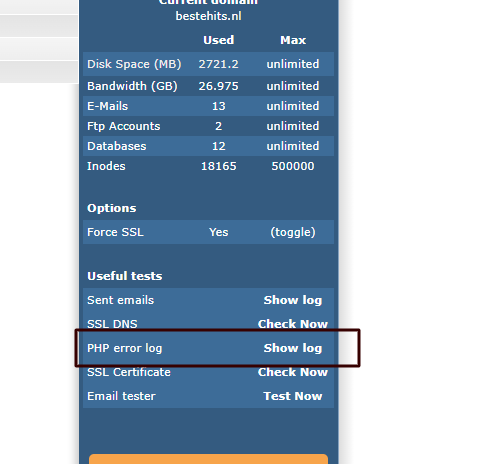 Current domain
bestehits.nl
Used Max
Disk Space (MB) 2721.2 unlimited
Bandwidth (GB) 26.975 unlimited
E-Mails 13 unlimited
Ftp Accounts 2 unlimited
Databases 12 unlimited
Inodes 18165 500000
Options
Force SSL Yes (toggle)
Useful tests
Sent emails Show log
SSL DNS Check Now
PHP error log Show log
SSL Certificate Check Now
Email tester Test Now